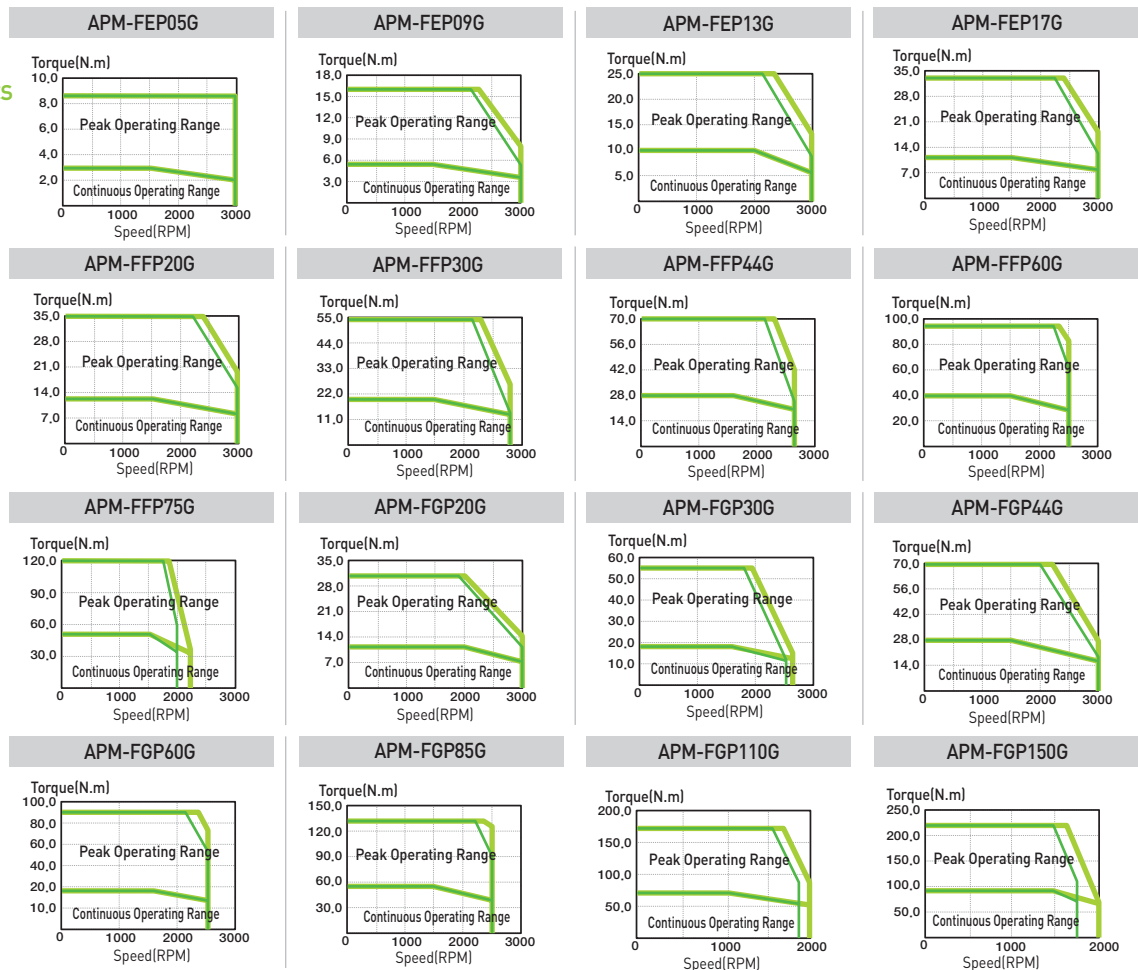 s
APM-FEP05G
Torque(N.m)
10,0
8,0
6,0
4,0
2,0
Peak Operating Range
Continuous Operating Range
0 1000 2000 3000
Speed(RPM)
APM-FEP09G
Torque(N.m)
18,0
15,0
12,0
9,0
6,0
3,0
Peak Operating Range
Continuous Operating Range
0 1000 2000 3000
Speed(RPM)
APM-FEP13G
Torque(N.m)
25,0
20,0
15,0
10,0
5,0
Peak Operating Range
Continuous Operating Range
0 1000 2000 3000
Speed(RPM)
APM-FEP17G
Torque(N.m)
35,0
28,0
21,0
14,0
7,0
Peak Operating Range
Continuous Operating Range
0 1000 2000 3000
Speed(RPM)
APM-FFP20G
Torque(N.m)
35,0
28,0
21,0
14,0
7,0
Peak Operating Range
Continuous Operating Range
0 1000 2000 3000
Speed(RPM)
APM-FFP30G
Torque(N.m)
55,0
44,0
33,0
22,0
11,0
Peak Operating Range
Continuous Operating Range
0 1000 2000 3000
Speed(RPM)
APM-FFP44G
Torque(N.m)
70,0
56,0
42,0
28,0
14,0
Peak Operating Range
Continuous Operating Range
0 1000 2000 3000
Speed(RPM)
APM-FFP60G
Torque(N.m)
100,0
80,0
60,0
40,0
20,0
Peak Operating Range
Continuous Operating Range
0 1000 2000 3000
Speed(RPM)
APM-FFP75G
Torque(N.m)
120,0
90,0
60,0
30,0
Peak Operating Range
Continuous Operating Range
0 1000 2000 3000
Speed(RPM)
APM-FGP20G
Torque(N.m)
35,0
28,0
21,0
14,0
7,0
Peak Operating Range
Continuous Operating Range
0 1000 2000 3000
Speed(RPM)
APM-FGP30G
Torque(N.m)
60,0
50,0
40,0
30,0
20,0
10,0
Peak Operating Range
Continuous Operating Range
0 1000 2000 3000
Speed(RPM)
APM-FGP44G
Torque(N.m)
70,0
56,0
42,0
28,0
14,0
Peak Operating Range
Continuous Operating Range
0 1000 2000 3000
Speed(RPM)
APM-FGP60G
Torque(N.m)
100,0
80,0
60,0
40,0
20,0
10,0
Peak Operating Range
Continuous Operating Range
0 1000 2000 3000
Speed(RPM)
APM-FGP85G
Torque(N.m)
150,0
120,0
90,0
60,0
30,0
Peak Operating Range
Continuous Operating Range
0 1000 2000 3000
Speed(RPM)
APM-FGP110G
Torque(N.m)
200,0
150,0
100,0
50,0
Peak Operating Range
Continuous Operating Range
0 1000 2000
Speed(RPM)
APM-FGP150G
Torque(N.m)
250,0
200,0
150,0
100,0
50,0
Peak Operating Range
Continuous Operating Range
0 1000 2000
Speed(RPM)